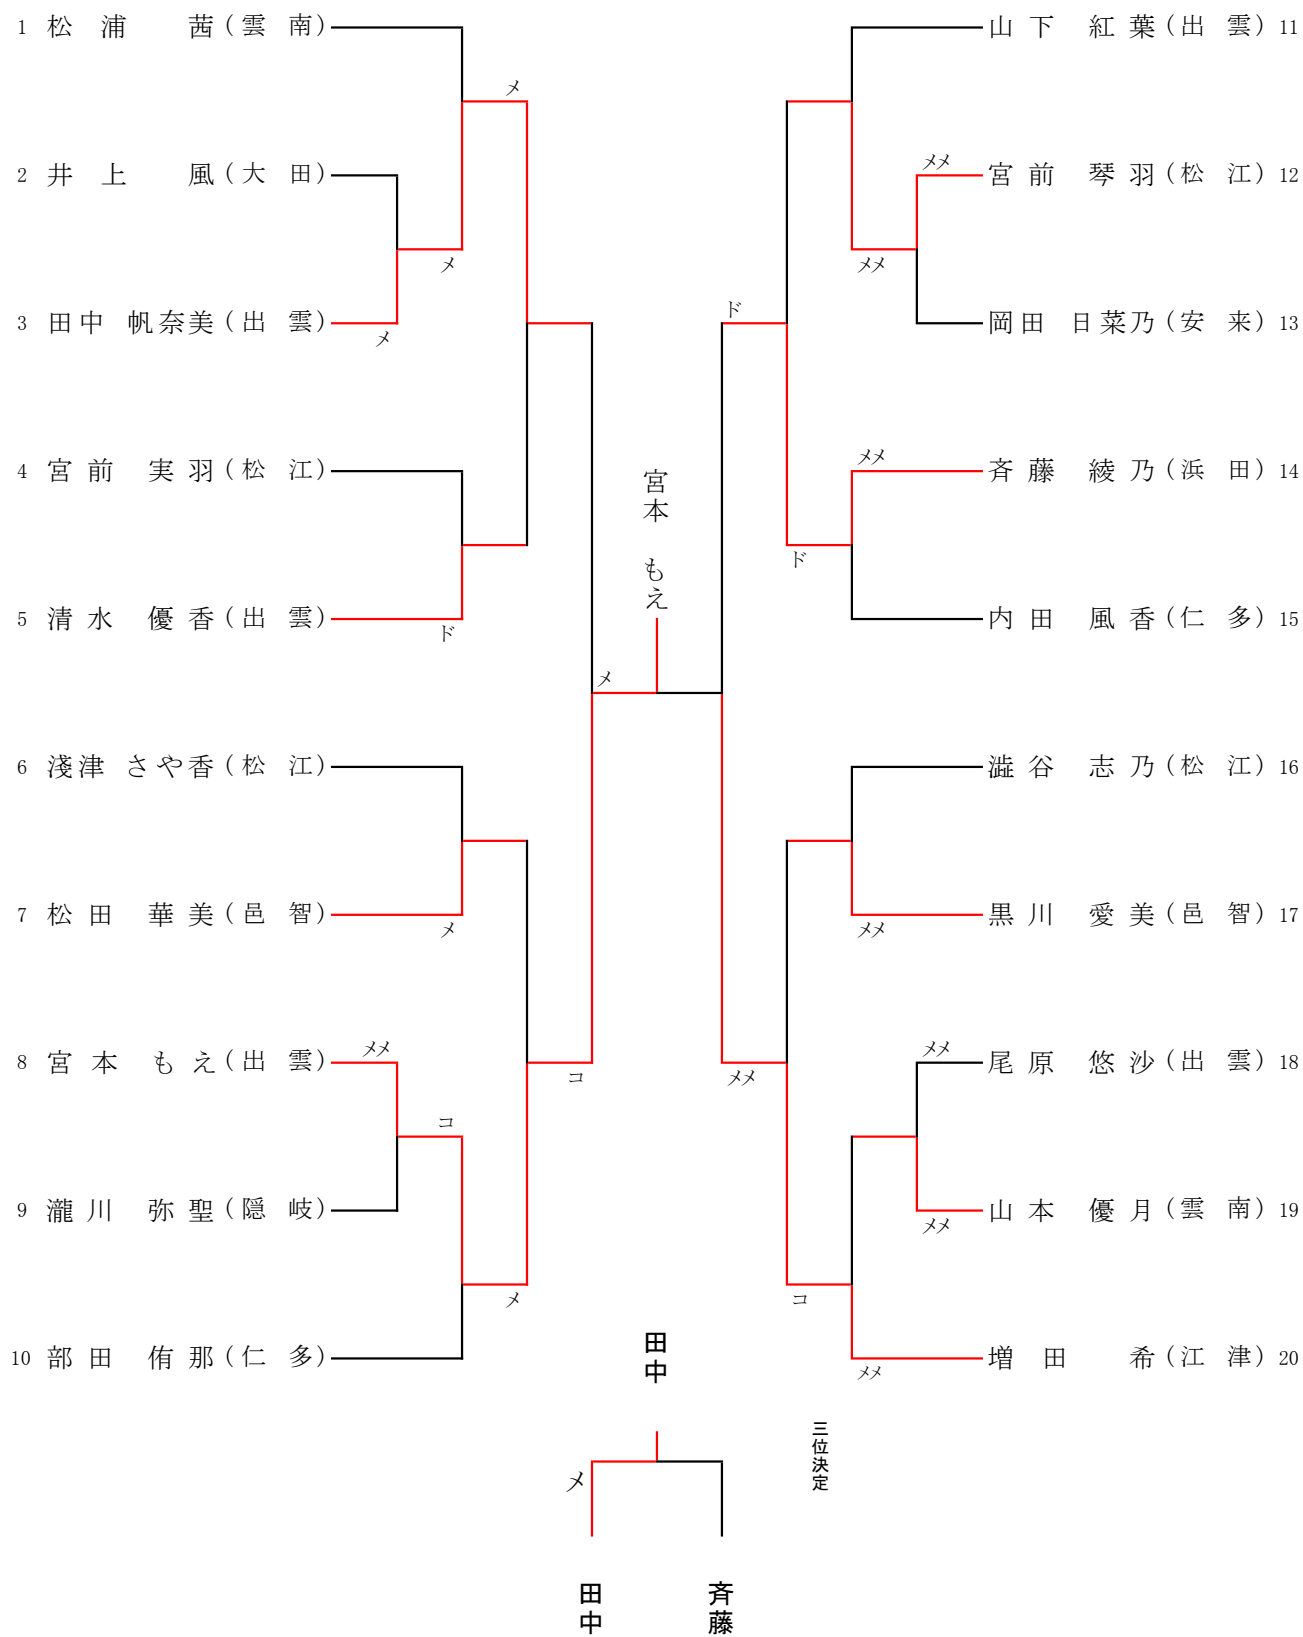 1 松浦 茜(雲南)
メ
2 井上 風(大田)
メ
3 田中 帆奈美(出雲)
メ
4 宮前 実羽(松江)
5 清水 優香(出雲)
ド
6 淺津 さや香(松江)
7 松田 華美(邑智)
メ
8 宮本 もえ(出雲)
メメ
コ
コ
9 瀧川 弥聖(隠岐)
メ
10 部田 侑那(仁多)
宮本 もえ
メ
山下 紅葉(出雲) 11
メメ
宮前 琴羽(松江) 12
メメ
岡田 日菜乃(安来) 13
ド
メメ
斉藤 綾乃(浜田) 14
ド
内田 風香(仁多) 15
澁谷 志乃(松江) 16
黒川 愛美(邑智) 17
メメ
メメ
尾原 悠沙(出雲) 18
メメ
山本 優月(雲南) 19
メメ
コ
増田 希(江津) 20
メメ
田中
三位決定
メ
田中
斉藤